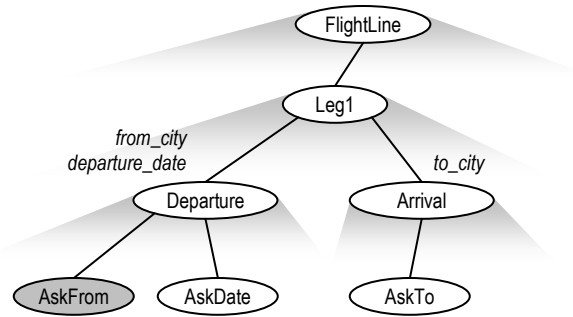 FlightLine
Leg1
from_city
departure_date
to_city
Departure
Arrival
AskFrom
AskDate
AskTo